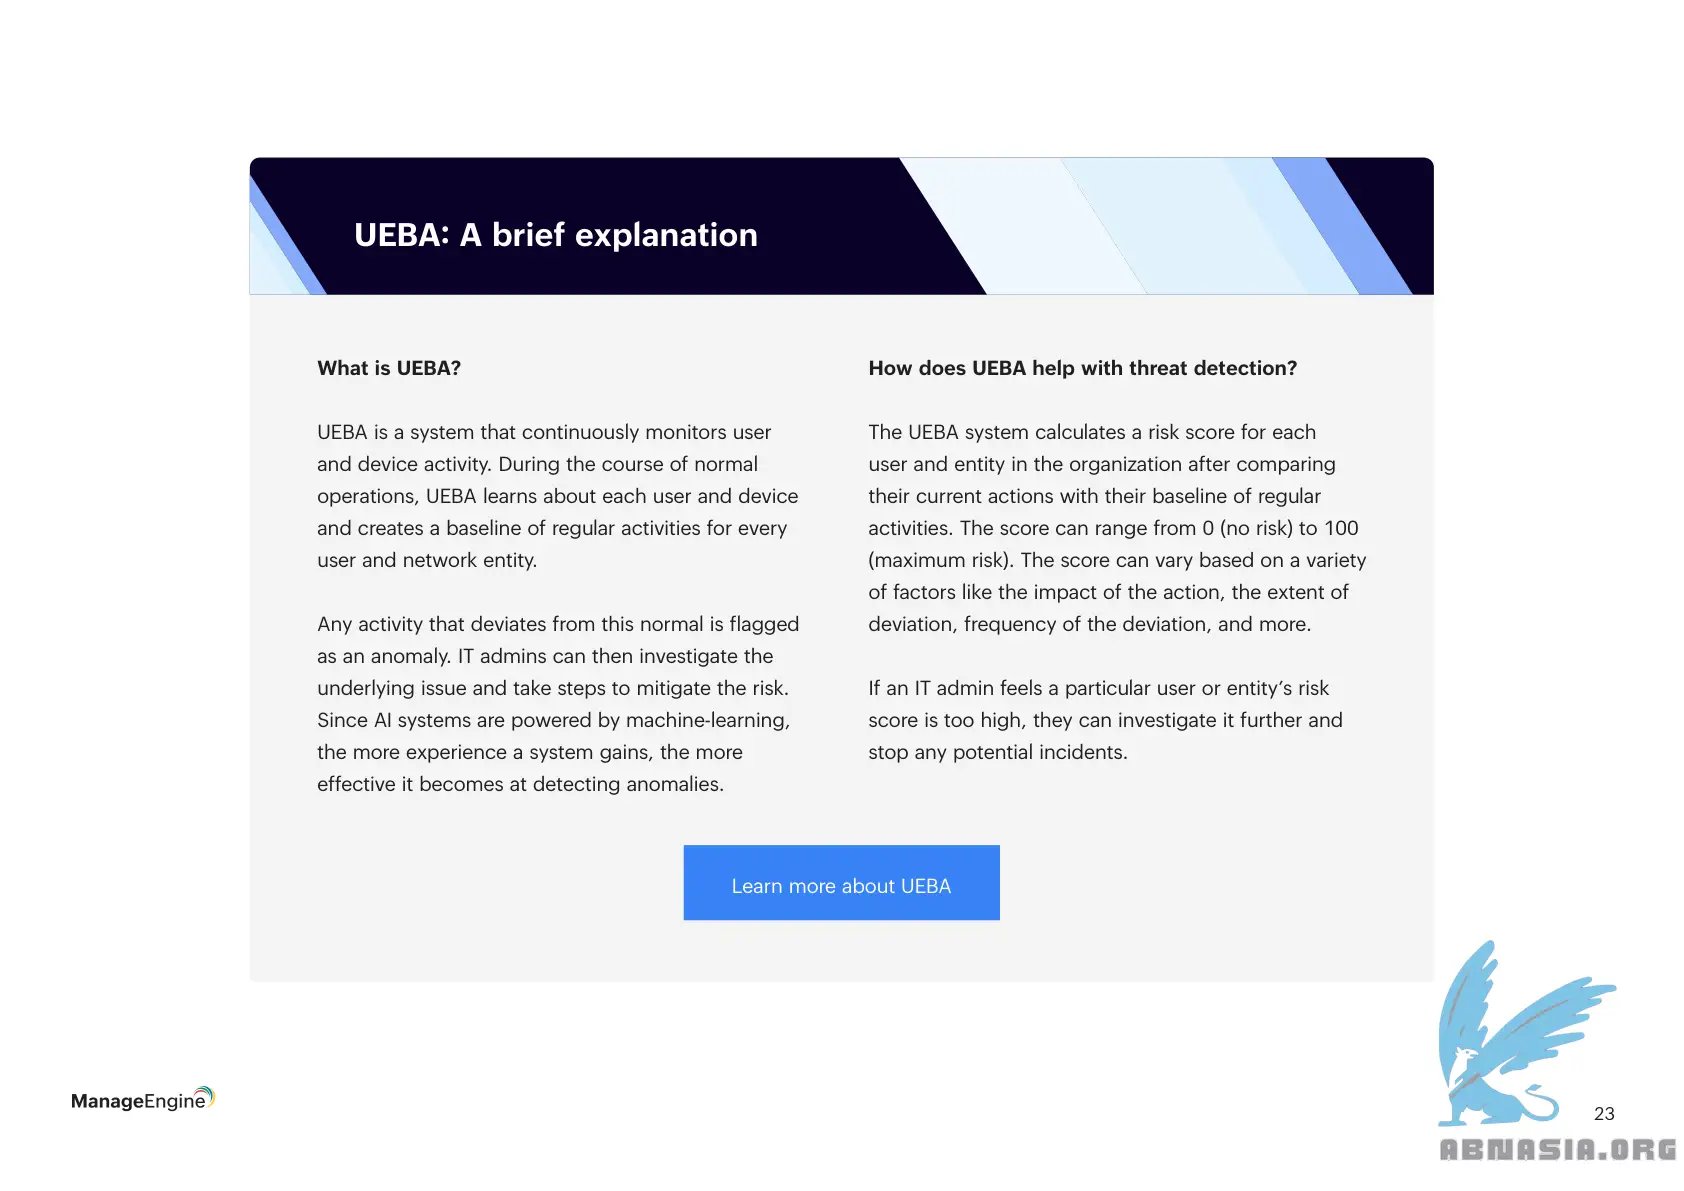 UEBA: A brief explanation
What is UEBA?
UEBA is a system that continuously monitors user
and device activity. During the course of normal
operations, UEBA learns about each user and device
and creates a baseline of regular activities for every
user and network entity.
Any activity that deviates from this normal is flagged
as an anomaly. IT admins can then investigate the
underlying issue and take steps to mitigate the risk.
Since AI systems are powered by machine-learning,
the more experience a system gains, the more
effective it becomes at detecting anomalies.
How does UEBA help with threat detection?
The UEBA system calculates a risk score for each
user and entity in the organization after comparing
their current actions with their baseline of regular
activities. The score can range from 0 (no risk) to 100
(maximum risk). The score can vary based on a variety
of factors like the impact of the action, the extent of
deviation, frequency of the deviation, and more.
If an IT admin feels a particular user or entity’s risk
score is too high, they can investigate it further and
stop any potential incidents.
Learn more about UEBA
ManageEngine
23
ABNASIA.ORG